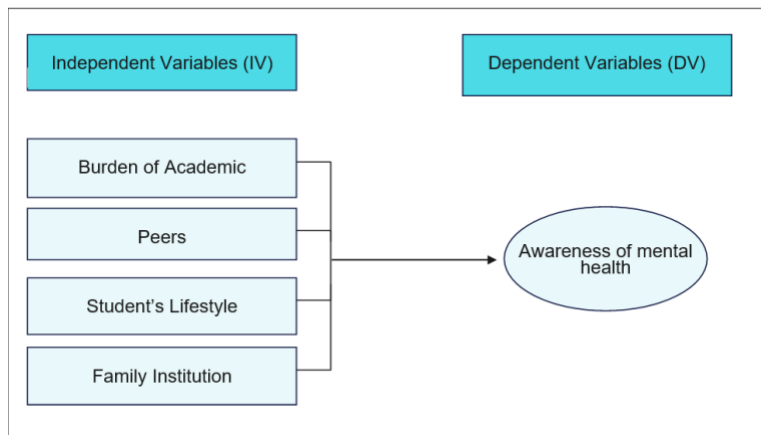 Independent Variables (IV)
Dependent Variables (DV)
Burden of Academic
Peers
Student's Lifestyle
Family Institution
Awareness of mental
health